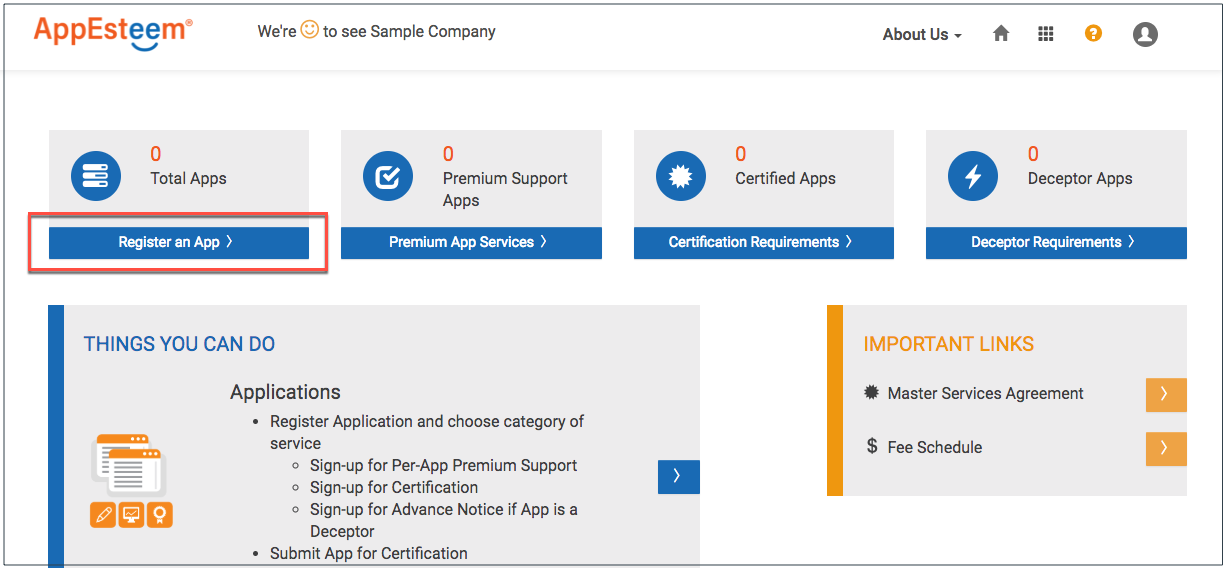 AppEsteem®
We're to see Sample Company
About Us
?
0
Total Apps
Register an App
0
Premium Support
Apps
Premium App Services
0
Certified Apps
Certification Requirements
0
Deceptor Apps
Deceptor Requirements
THINGS YOU CAN DO
Applications
• Register Application and choose category of
service
◦ Sign-up for Per-App Premium Support
◦ Sign-up for Certification
◦ Sign-up for Advance Notice if App is a
Deceptor
• Submit App for Certification
IMPORTANT LINKS
Master Services Agreement
$ Fee Schedule